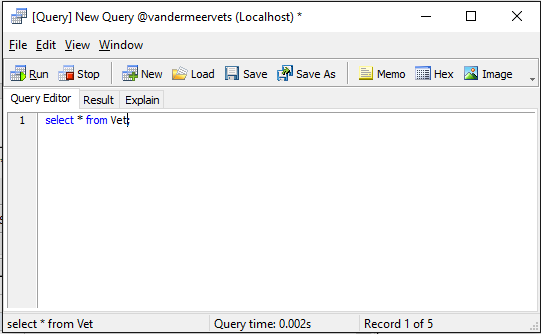 [Query] New Query @vandermeervets (Localhost) *
File Edit View Window
Run Stop New Load Save Save As Memo Hex Image
Query Editor Result Explain
1 select * from Vet;
select * from Vet Query time: 0.002s Record 1 of 5